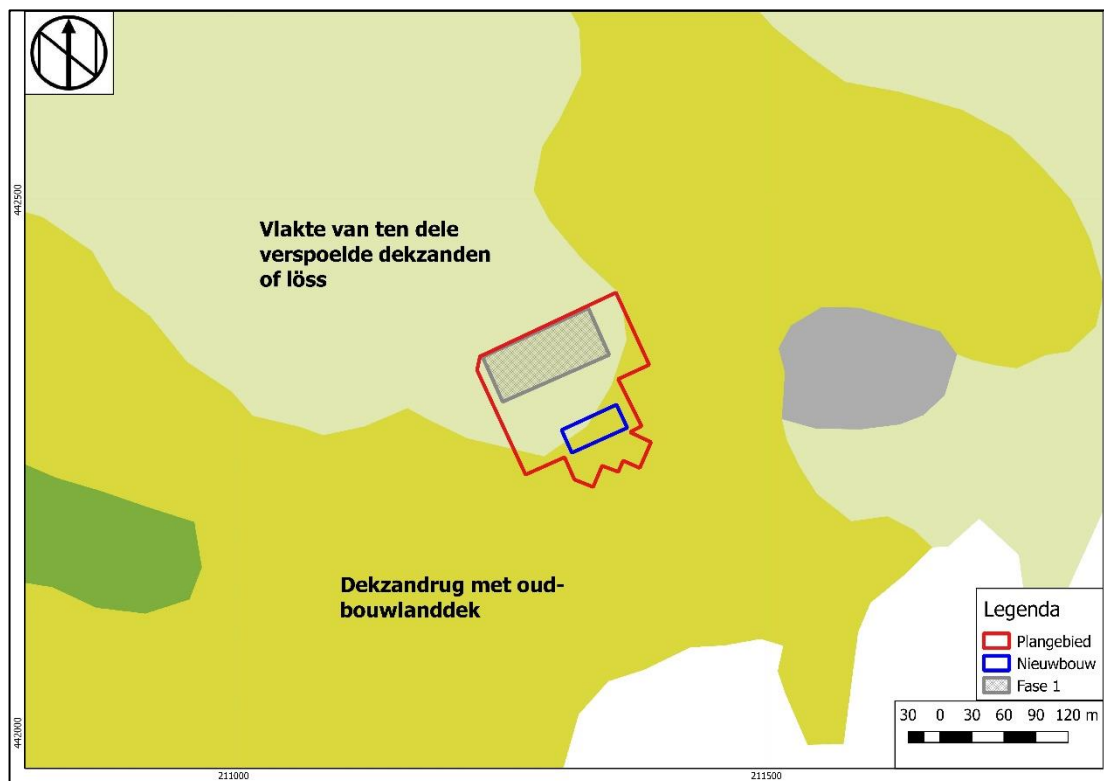 442500
Vlakte van ten dele
verspoelde dekzanden
of löss
Dekzandrug met oud-
bouwlanddek
Legenda
Plangebied
Nieuwbouw
Fase 1
30 0 30 60 90 120 m
442000
211000
211500